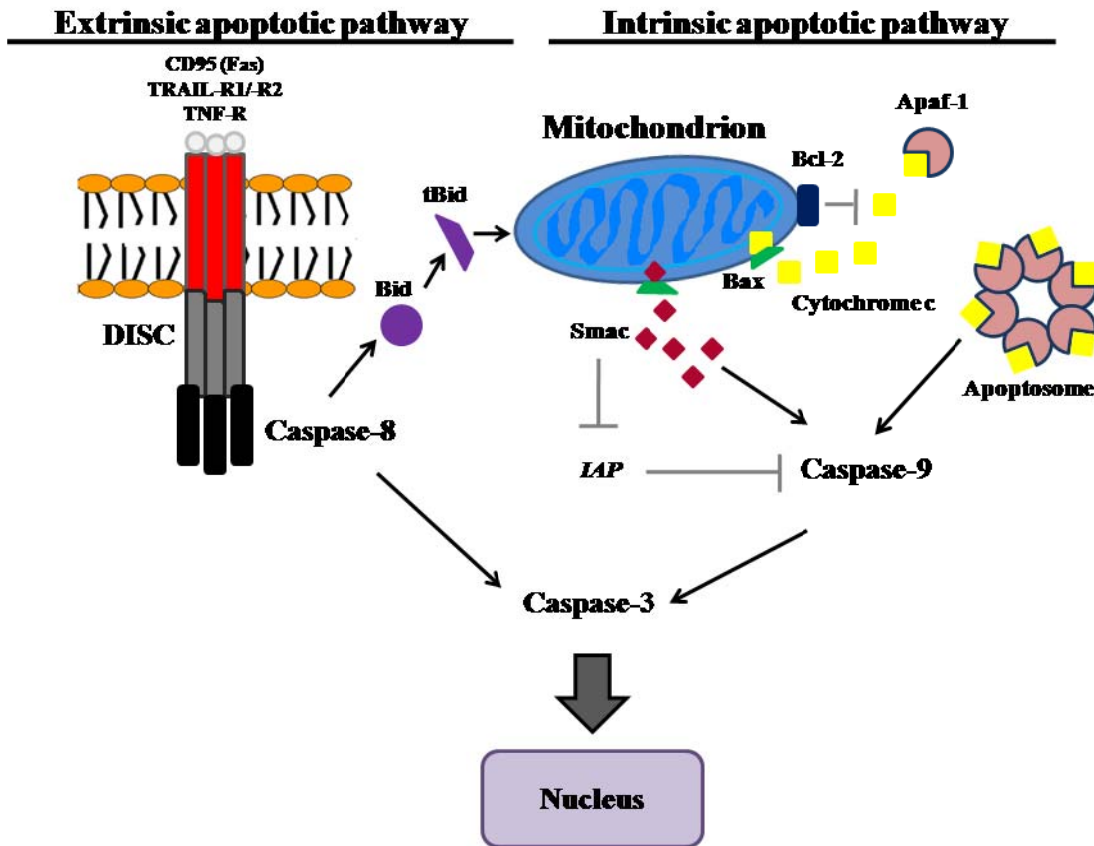 Extrinsic apoptotic pathway
Intrinsic apoptotic pathway
CD95 (Fas)
TRAIL-R1/-R2
TNF-R
Apaf-1
Mitochondrion
Bcl-2
tBid
Bid
Bax
Cytochrome c
DISC
Smac
Apoptosome
Caspase-8
IAP
Caspase-9
Caspase-3
Nucleus